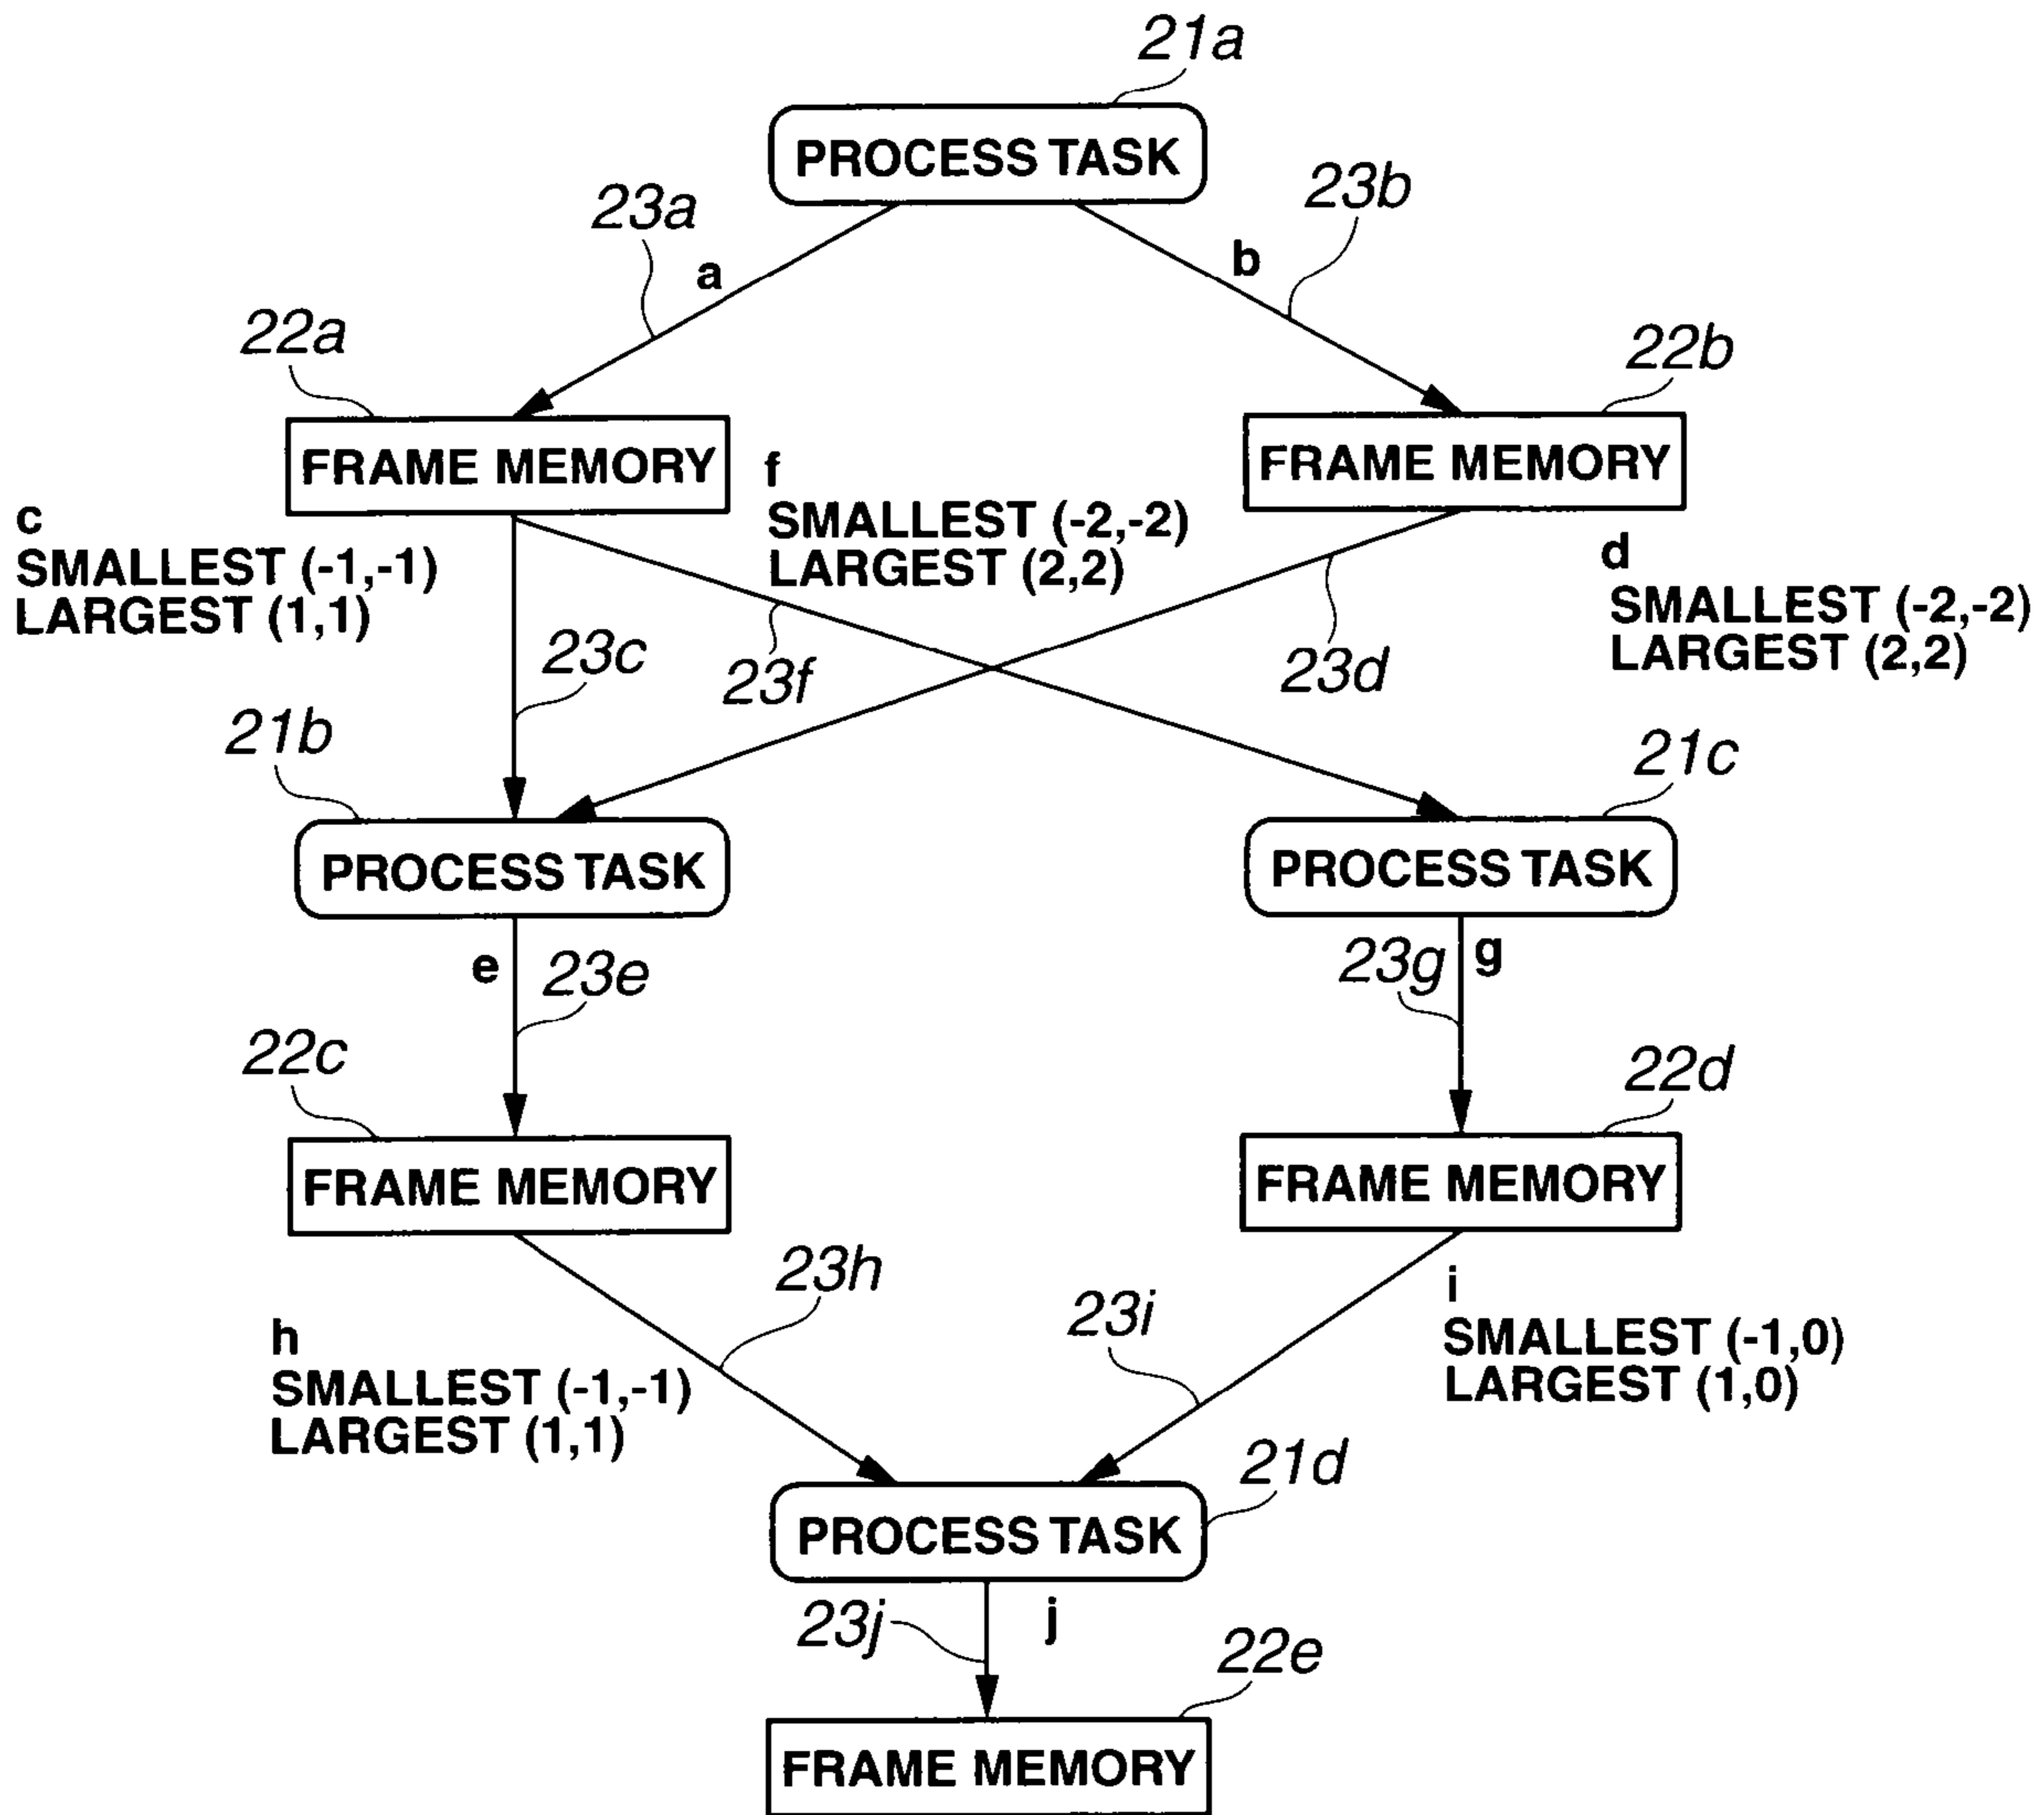 21a
PROCESS TASK
23a
23b
a
b
22a
22b
FRAME MEMORY
FRAME MEMORY
c
SMALLEST (-1,-1)
LARGEST (1,1)
f
SMALLEST (-2,-2)
LARGEST (2,2)
d
SMALLEST (-2,-2)
LARGEST (2,2)
23c
23f
23d
21b
21c
PROCESS TASK
PROCESS TASK
e
23e
23g
g
22c
22d
FRAME MEMORY
FRAME MEMORY
23h
23i
h
SMALLEST (-1,-1)
LARGEST (1,1)
i
SMALLEST (-1,0)
LARGEST (1,0)
21d
PROCESS TASK
23j
j
22e
FRAME MEMORY